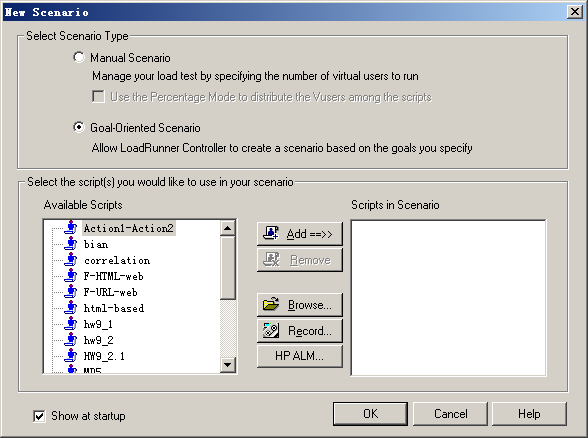 New Scenario
Select Scenario Type
Manual Scenario
Manage your load test by specifying the number of virtual users to run
Use the Percentage Mode to distribute the Vusers among the scripts
Goal-Oriented Scenario
Allow LoadRunner Controller to create a scenario based on the goals you specify
Select the script(s) you would like to use in your scenario
Available Scripts
Scripts in Scenario
Action1-Action2
bian
correlation
F-HTML-web
F-URL-web
html-based
hw9_1
hw9_2
HW9_2.1
MD5
Add ==>>
Remove
Browse...
Record...
HP ALM...
Show at startup
OK
Cancel
Help